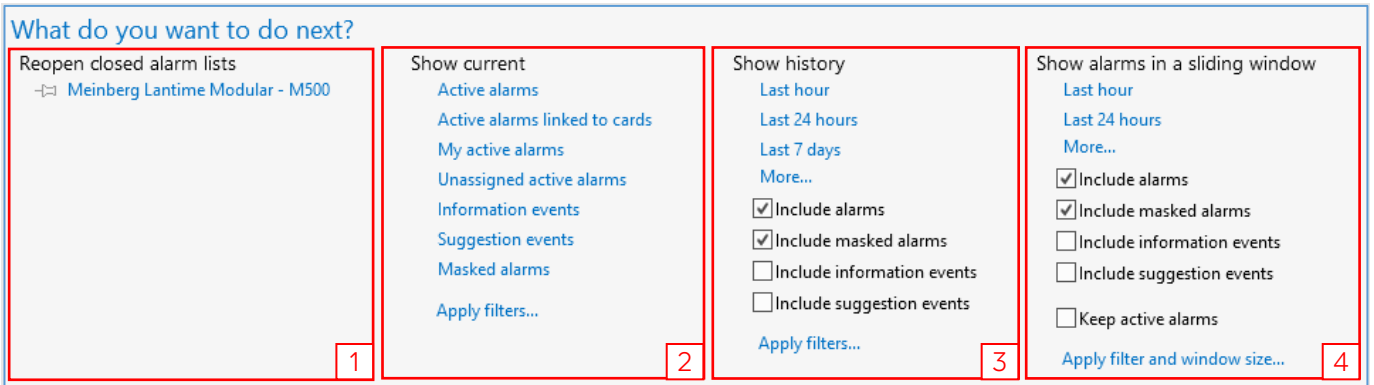 What do you want to do next?
Reopen closed alarm lists
Meinberg Lantime Modular - M500
1
Show current
Active alarms
Active alarms linked to cards
My active alarms
Unassigned active alarms
Information events
Suggestion events
Masked alarms
Apply filters...
2
Show history
Last hour
Last 24 hours
Last 7 days
More...
Include alarms
Include masked alarms
Include information events
Include suggestion events
Apply filters...
3
Show alarms in a sliding window
Last hour
Last 24 hours
More...
Include alarms
Include masked alarms
Include information events
Include suggestion events
Keep active alarms
Apply filter and window size...
4